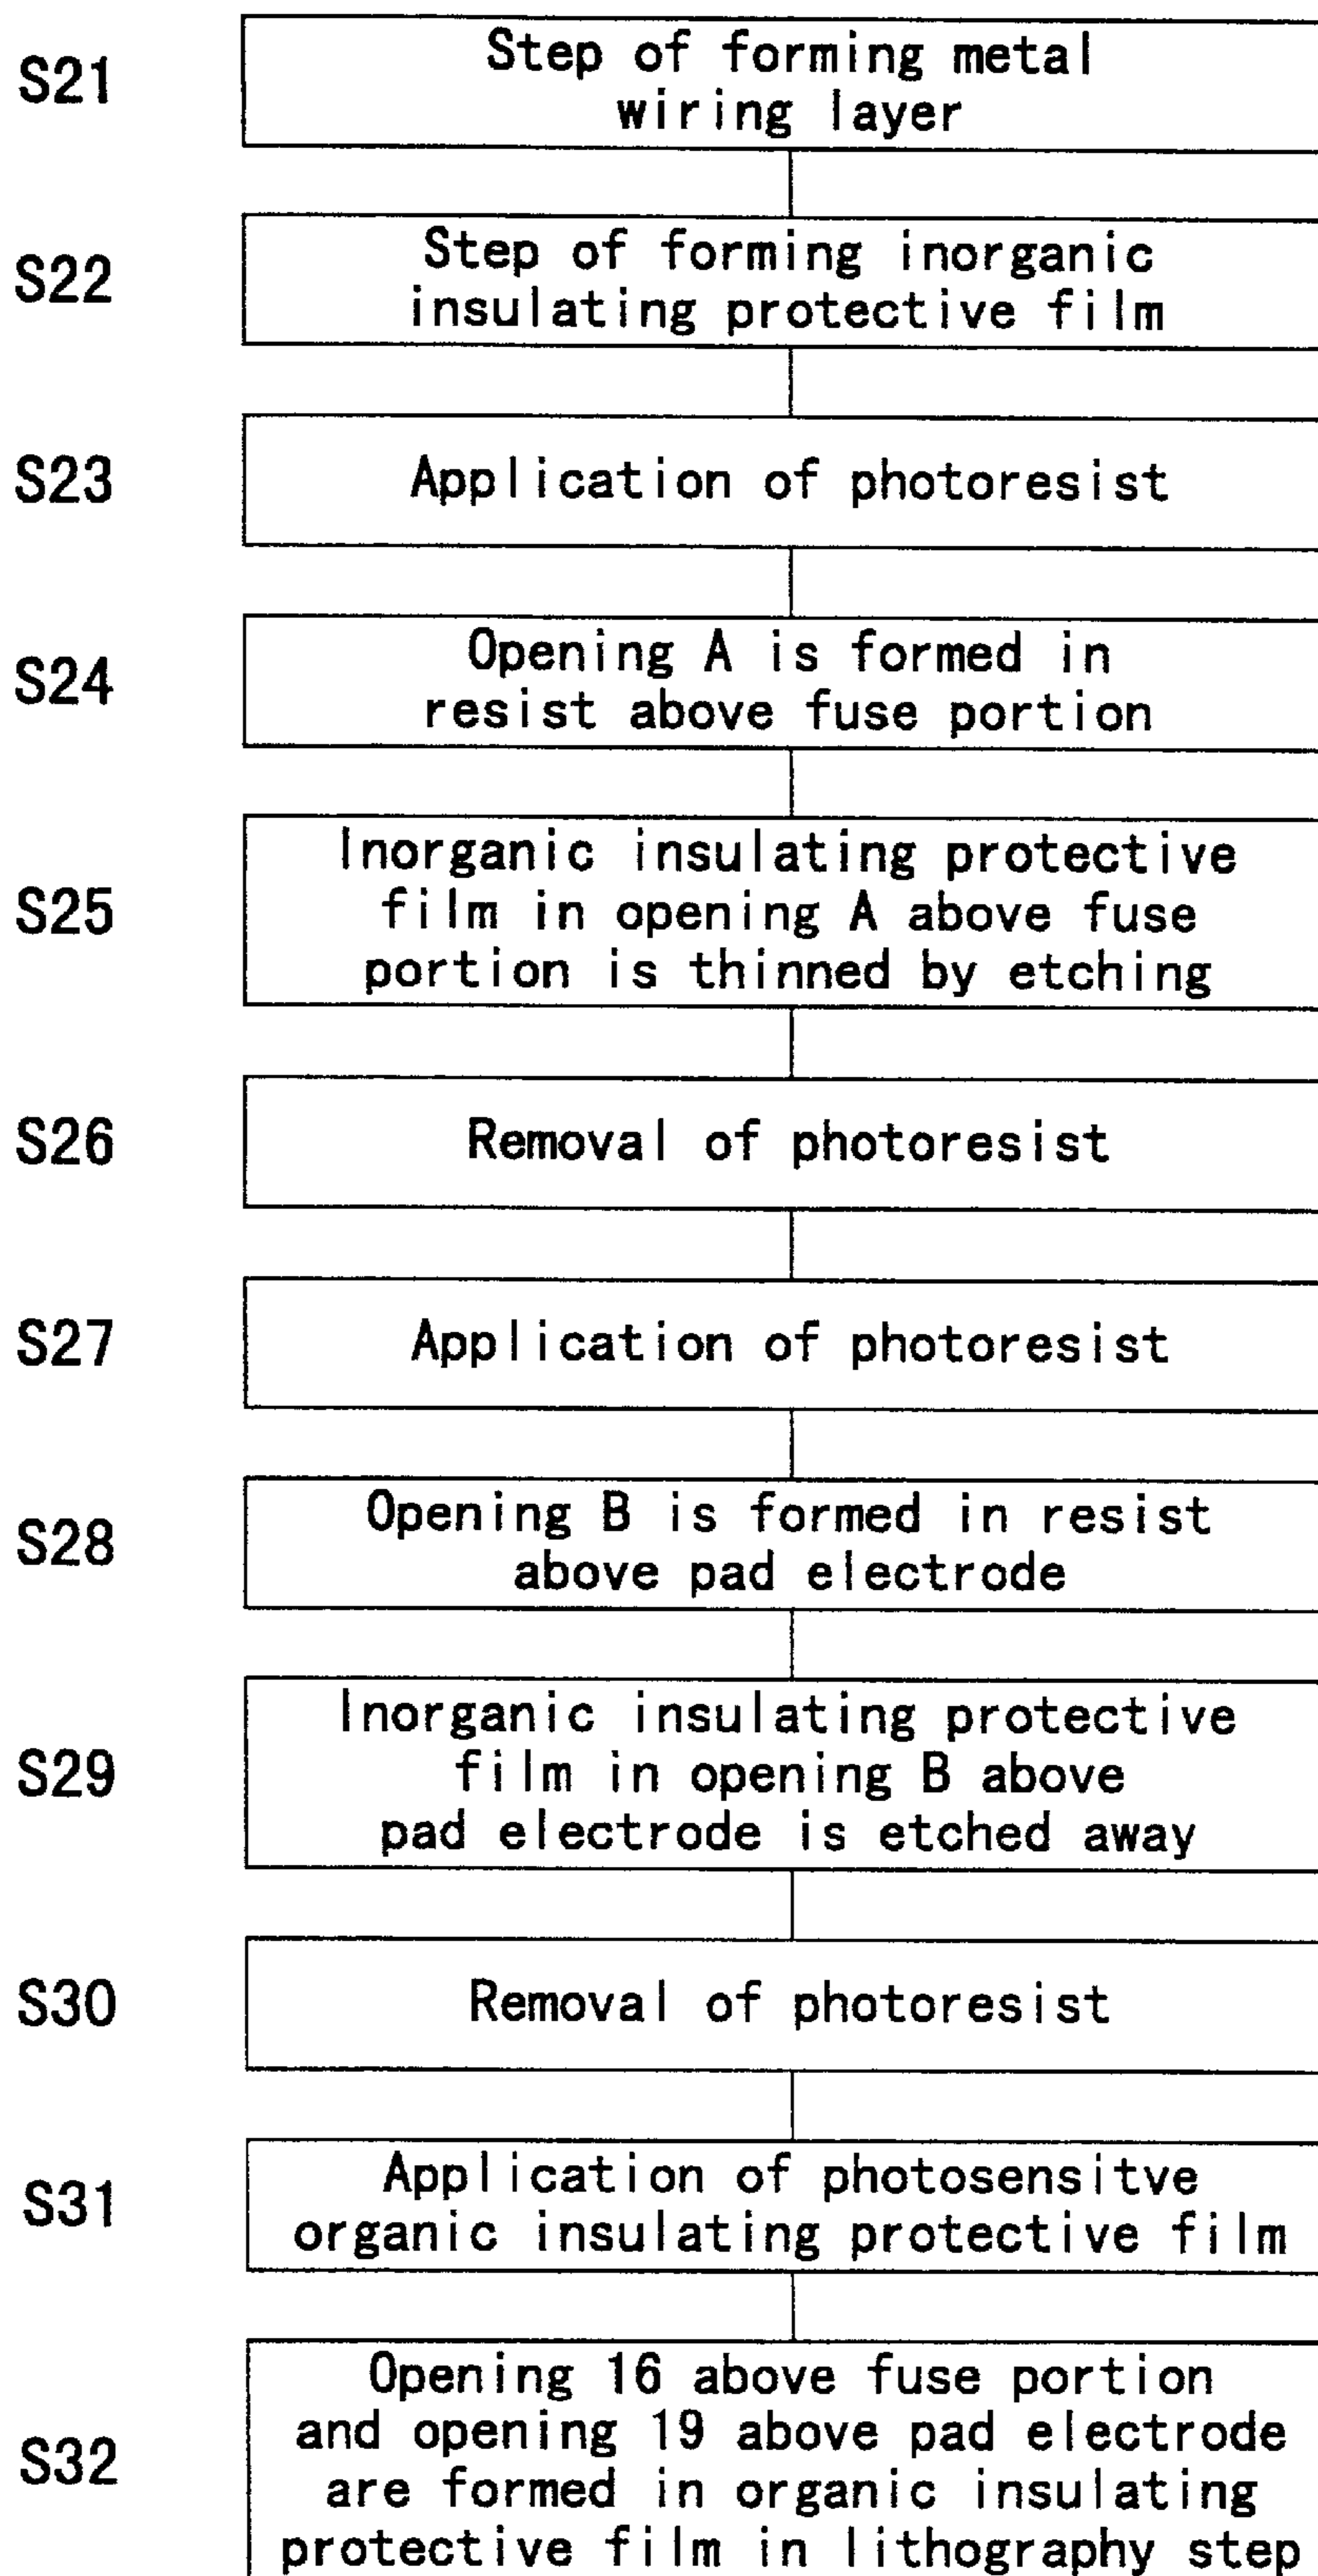 S21
Step of forming metal
wiring layer
S22
Step of forming inorganic
insulating protective film
S23
Application of photoresist
S24
Opening A is formed in
resist above fuse portion
S25
Inorganic insulating protective
film in opening A above fuse
portion is thinned by etching
S26
Removal of photoresist
S27
Application of photoresist
S28
Opening B is formed in resist
above pad electrode
S29
Inorganic insulating protective
film in opening B above
pad electrode is etched away
S30
Removal of photoresist
S31
Application of photosensitve
organic insulating protective film
S32
Opening 16 above fuse portion
and opening 19 above pad electrode
are formed in organic insulating
protective film in lithography step